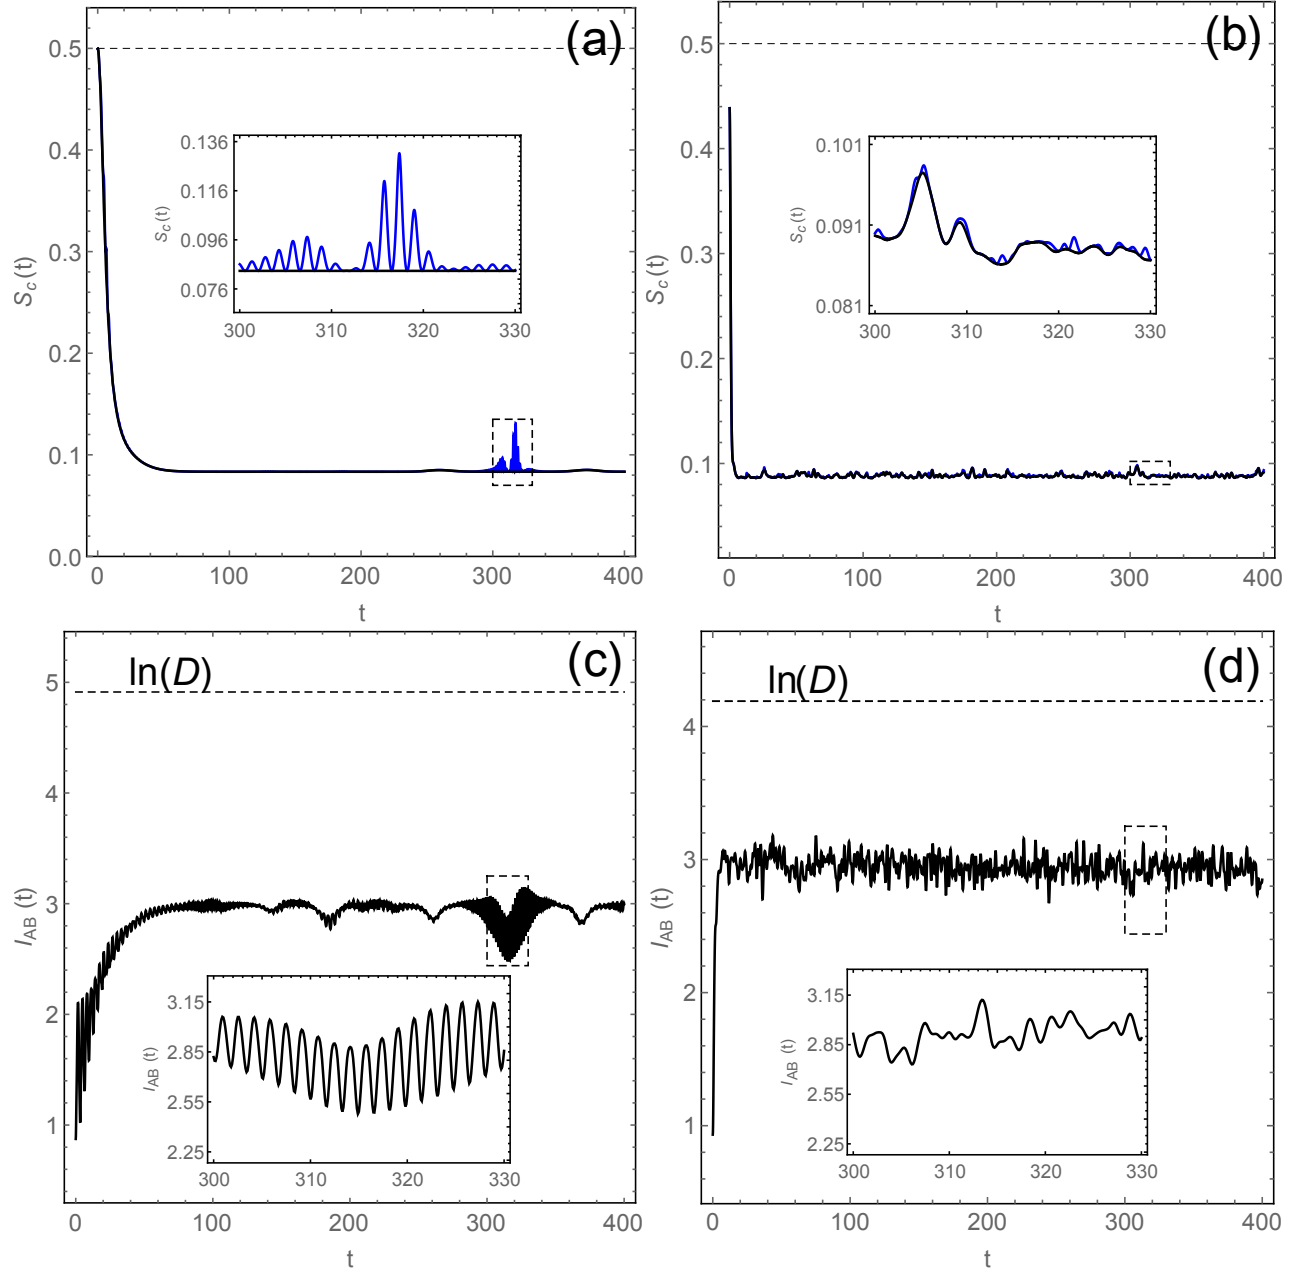 (a)
0.5
0.4
0.3
0.2
0.1
0.0
S_c(t)
0 100 200 300 400
t
0.136
0.116
0.096
0.076
S_c(t)
300 310 320 330
(b)
0.5
0.4
0.3
0.2
0.1
S_c(t)
0 100 200 300 400
t
0.101
0.091
0.081
S_c(t)
300 310 320 330
(c)
ln(D)
5
4
3
2
1
I_AB(t)
0 100 200 300 400
t
3.15
2.85
2.55
2.25
I_AB(t)
300 310 320 330
(d)
ln(D)
4
3
2
1
I_AB(t)
0 100 200 300 400
t
3.15
2.85
2.55
2.25
I_AB(t)
300 310 320 330